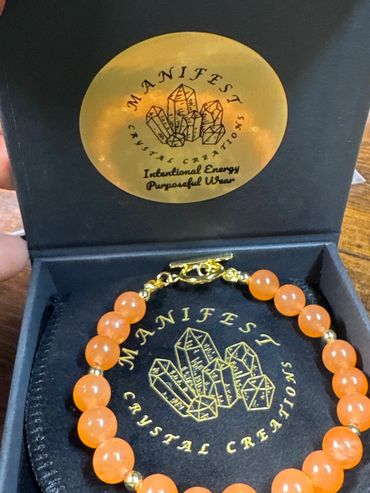 MANIFEST
CRYSTAL CREATIONS
Intentional Energy
Purposeful Wear
MANIFEST
CRYSTAL CREATIONS